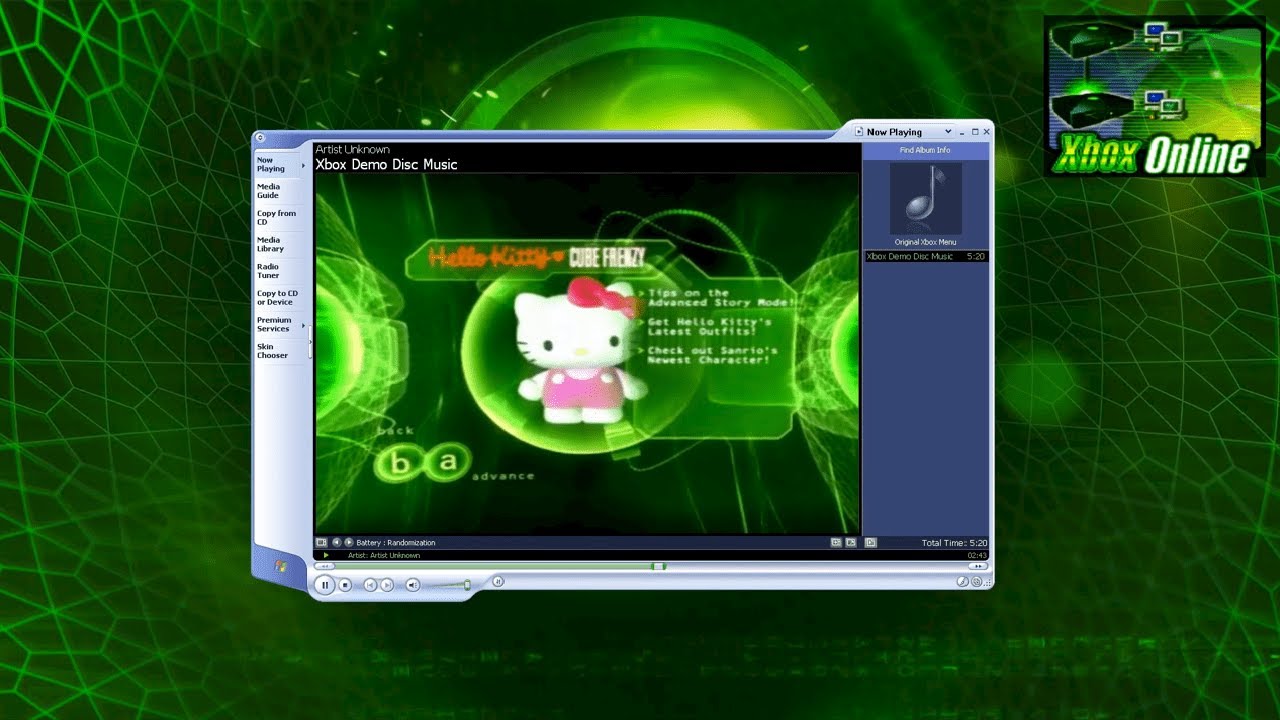 Xbox Online
Now Playing
Artist Unknown
Xbox Demo Disc Music
Now
Playing
Media
Guide
Copy from
CD
Media
Library
Radio
Tuner
Copy to CD
or Device
Premium
Services
Skin
Chooser
Hello Kitty CUBE FRENZY
> Tips on the
Advanced Story Mode!
> Get Hello Kitty's
Latest Outfits!
> Check out Sanrio's
Newest Character!
back
b a
advance
Find Album Info
Original Xbox Menu
Xbox Demo Disc Music 5:20
Battery : Randomization
Total Time: 5:20
Artist: Artist Unknown
02:43